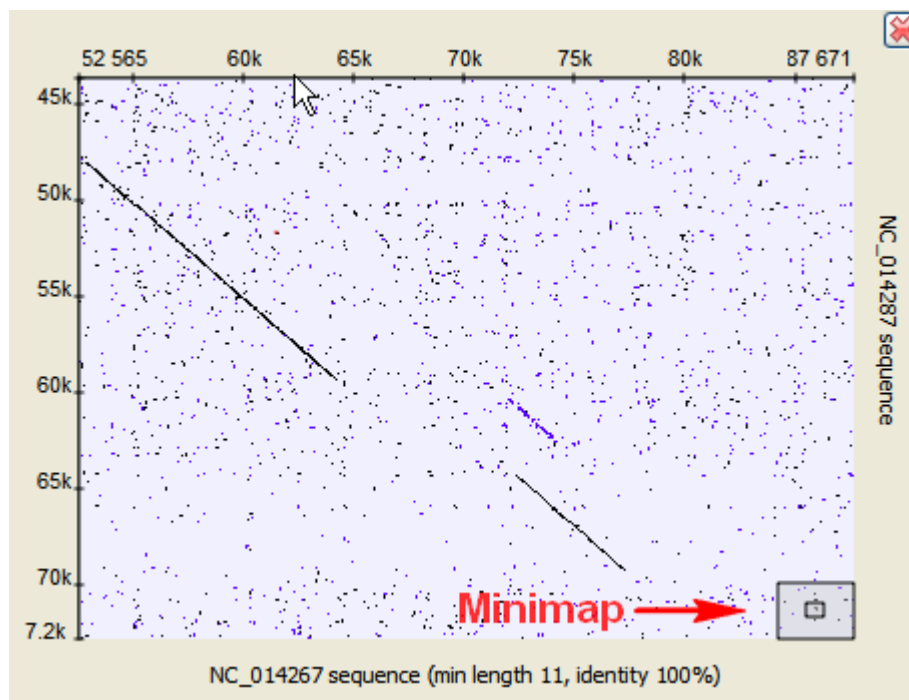 52 565 60k 65k 70k 75k 80k 87 671
45k
50k
55k
60k
65k
70k
7.2k
NC_014287 sequence
Minimap
NC_014267 sequence (min length 11, identity 100%)